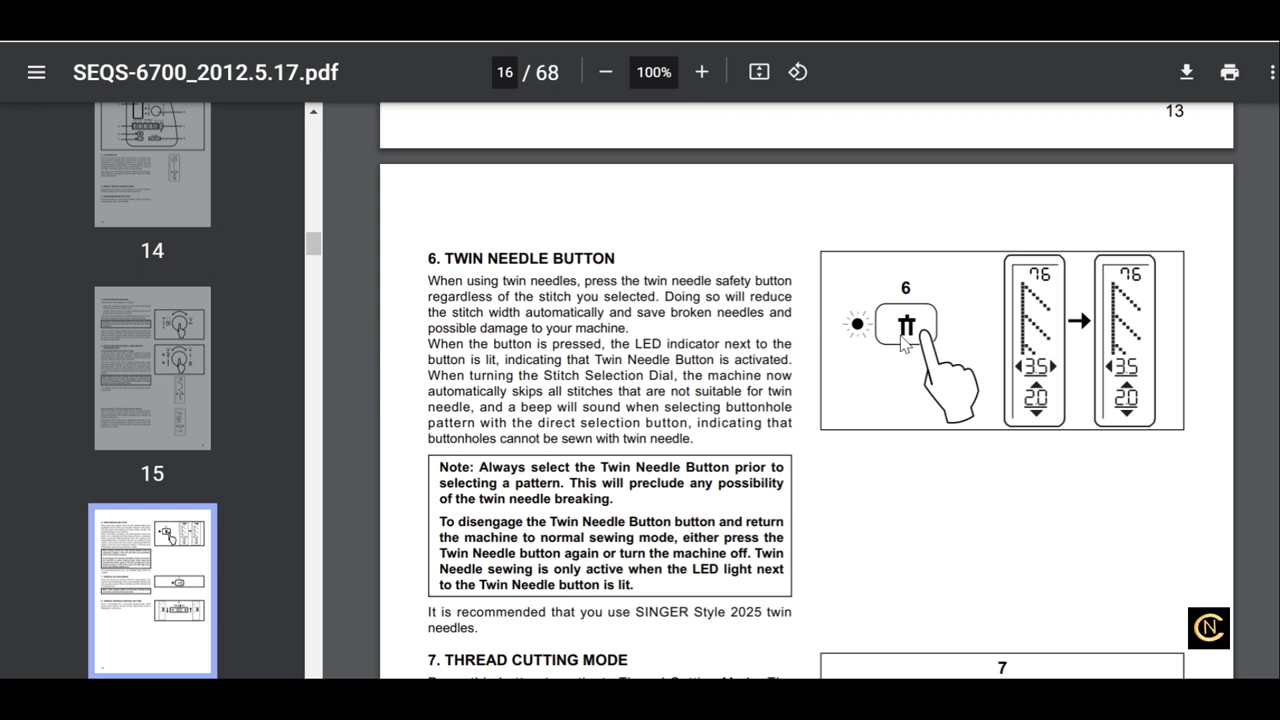 SEQS-6700_2012.5.17.pdf
16 / 68
100%
13
14
15
6. TWIN NEEDLE BUTTON
When using twin needles, press the twin needle safety button
regardless of the stitch you selected. Doing so will reduce
the stitch width automatically and save broken needles and
possible damage to your machine.
When the button is pressed, the LED indicator next to the
button is lit, indicating that Twin Needle Button is activated.
When turning the Stitch Selection Dial, the machine now
automatically skips all stitches that are not suitable for twin
needle, and a beep will sound when selecting buttonhole
pattern with the direct selection button, indicating that
buttonholes cannot be sewn with twin needle.
Note: Always select the Twin Needle Button prior to
selecting a pattern. This will preclude any possibility
of the twin needle breaking.
To disengage the Twin Needle Button button and return
the machine to normal sewing mode, either press the
Twin Needle button again or turn the machine off. Twin
Needle sewing is only active when the LED light next
to the Twin Needle button is lit.
It is recommended that you use SINGER Style 2025 twin
needles.
7. THREAD CUTTING MODE
6
76
3.5
2.0
76
3.5
2.0
7
CN